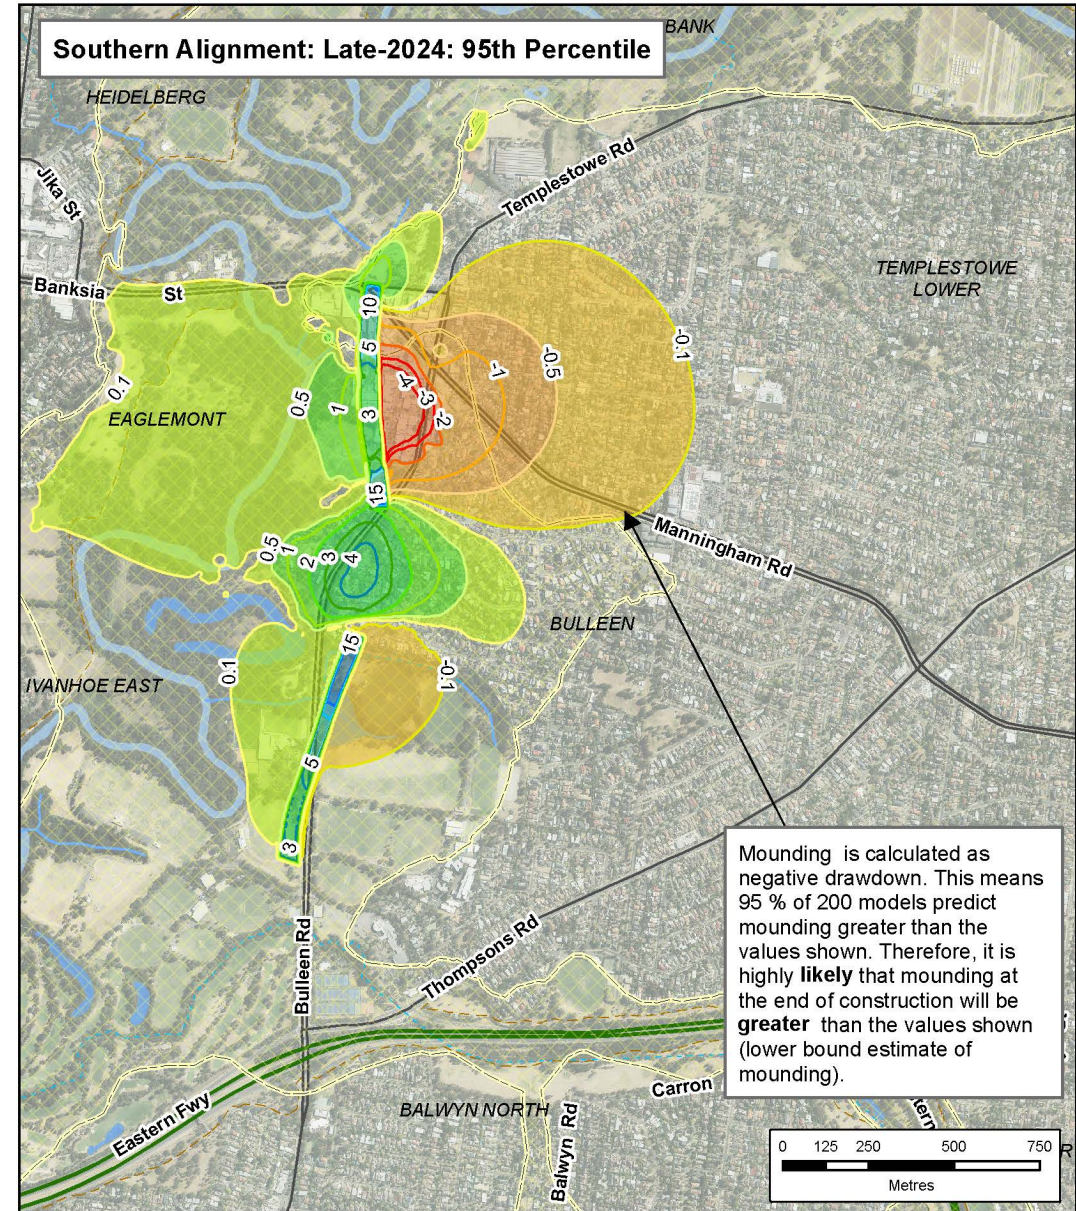 BANK
Southern Alignment: Late-2024: 95th Percentile
HEIDELBERG
Templestowe Rd
Jika St
TEMPLESTOWE
LOWER
Banksia St
10
5
-0.1
-0.5
-1
-4
-3
-2
0.1
0.5
1
3
EAGLEMONT
15
Manningham Rd
0.5
1
2
3
4
BULLEEN
15
0.1
-0.1
IVANHOE EAST
5
3
Mounding is calculated as
negative drawdown. This means
95 % of 200 models predict
mounding greater than the
values shown. Therefore, it is
highly likely that mounding at
the end of construction will be
greater than the values shown
(lower bound estimate of
mounding).
Bulleen Rd
Thompsons Rd
Eastern Fwy
BALWYN NORTH
Balwyn Rd
Carron
tern
R
0 125 250 500 750
Metres